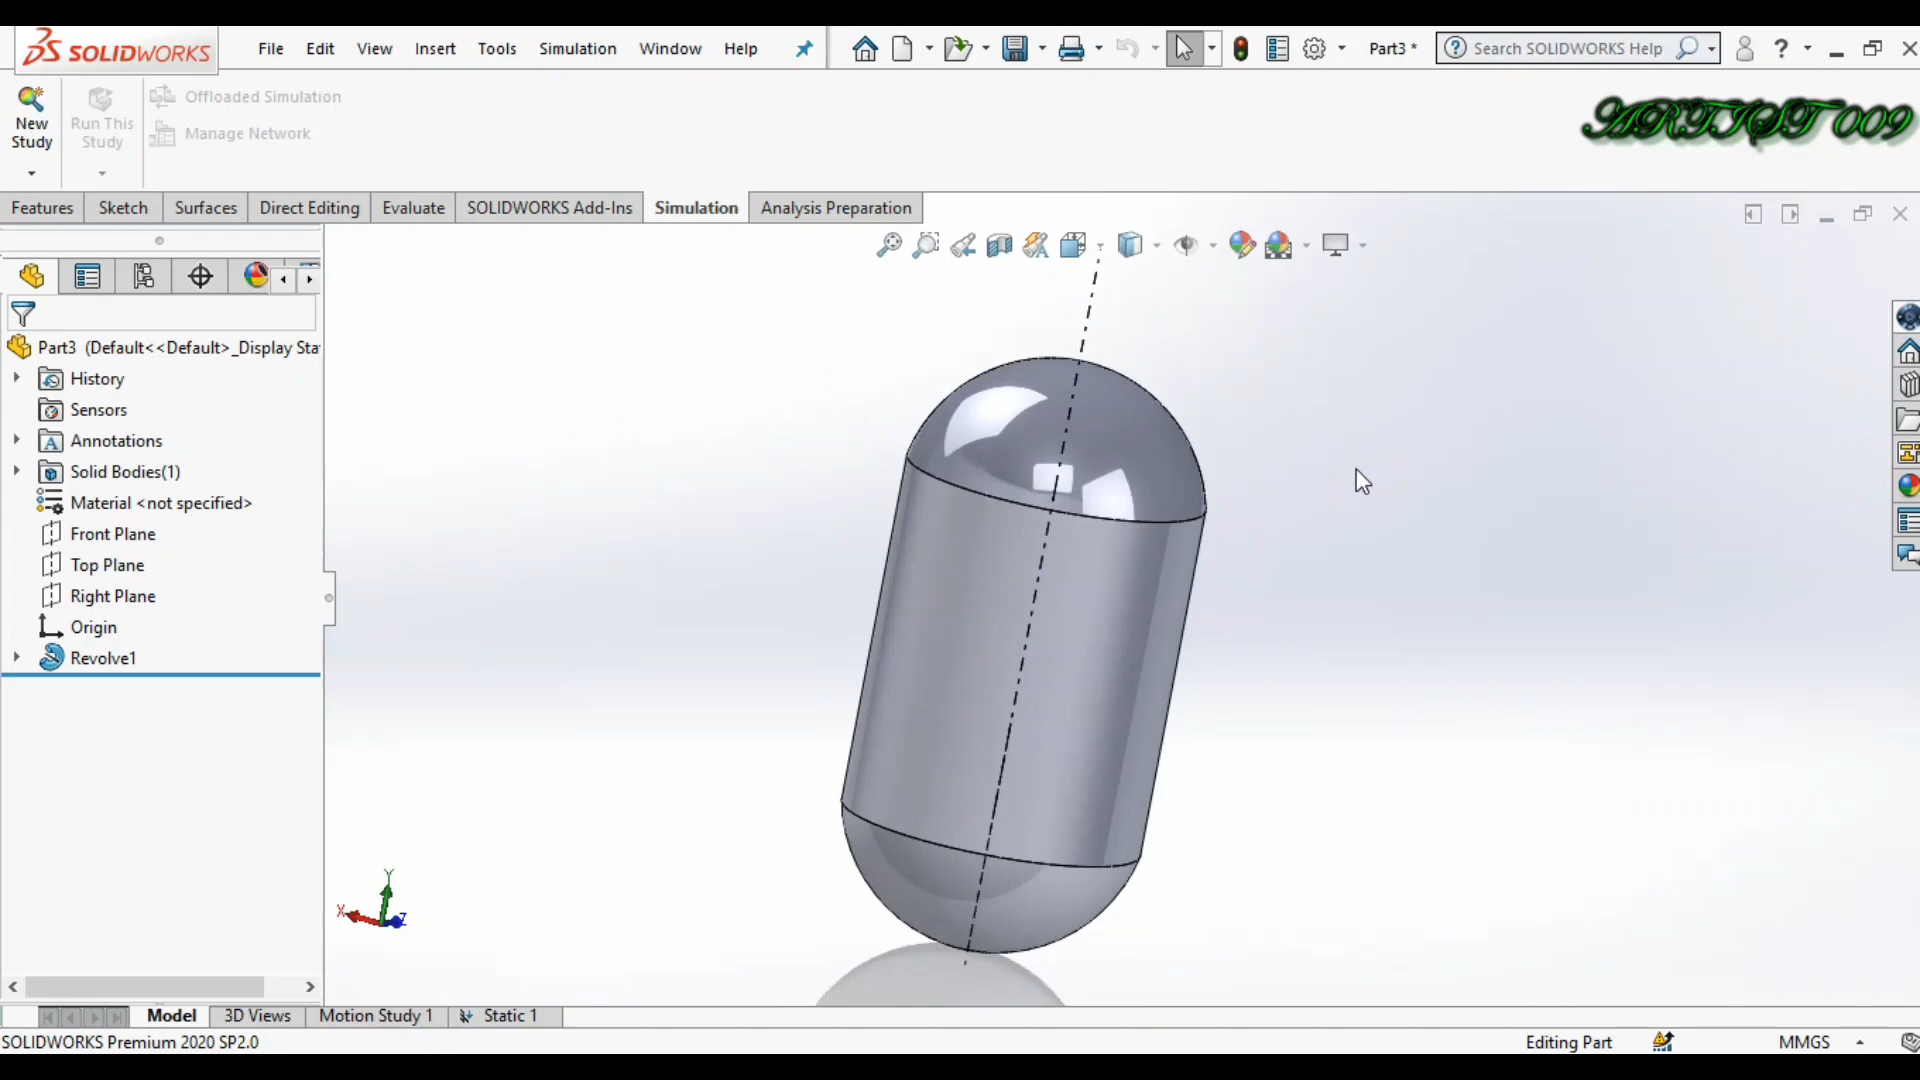 SOLIDWORKS File Edit View Insert Tools Simulation Window Help Part3 * Search SOLIDWORKS Help
New Study
Run This Study
Offloaded Simulation
Manage Network
ARTIST 009
Features Sketch Surfaces Direct Editing Evaluate SOLIDWORKS Add-Ins Simulation Analysis Preparation
Part3 (Default<<Default>_Display Sta
History
Sensors
Annotations
Solid Bodies(1)
Material <not specified>
Front Plane
Top Plane
Right Plane
Origin
Revolve1
Y
X
Z
Model 3D Views Motion Study 1 Static 1
SOLIDWORKS Premium 2020 SP2.0 Editing Part MMGS